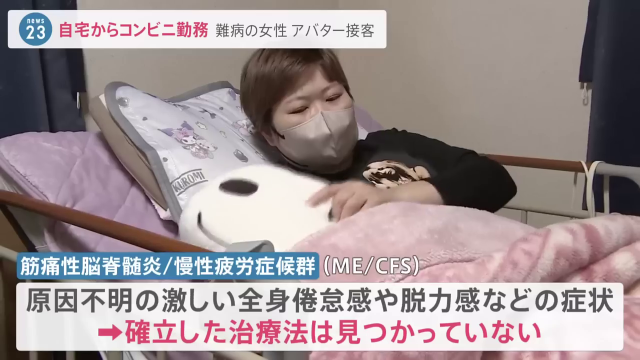 news
23
自宅からコンビニ勤務 難病の女性 アバター接客
KUROMI
筋痛性脳脊髄炎/慢性疲労症候群 (ME/CFS)
原因不明の激しい全身倦怠感や脱力感などの症状
➡確立した治療法は見つかっていない